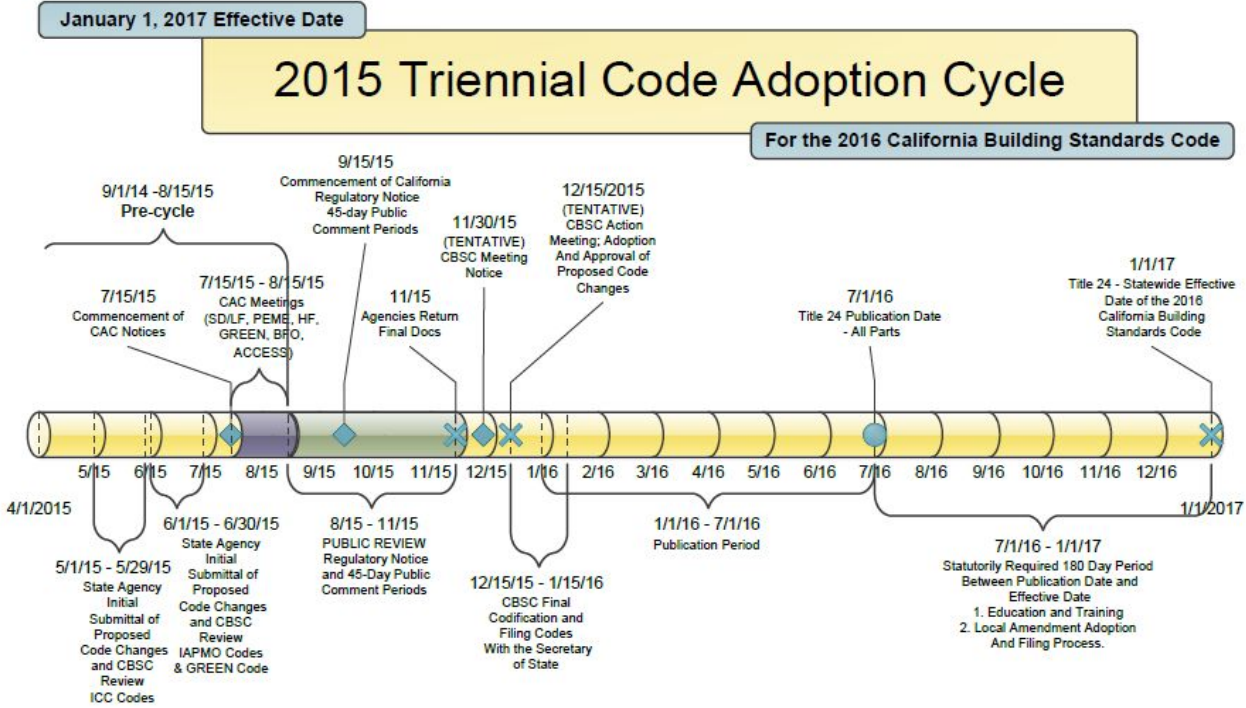 January 1, 2017 Effective Date
2015 Triennial Code Adoption Cycle
For the 2016 California Building Standards Code
9/1/14 -8/15/15
Pre-cycle
9/15/15
Commencement of California
Regulatory Notice
45-day Public
Comment Periods
12/15/2015
(TENTATIVE)
CBSC Action
Meeting; Adoption
And Approval of
Proposed Code
Changes
11/30/15
(TENTATIVE)
CBSC Meeting
Notice
7/15/15
Commencement of
CAC Notices
7/15/15 - 8/15/15
CAC Meetings
(SD/LF, PEME, HF,
GREEN, BFO,
ACCESS)
11/15
Agencies Return
Final Docs
7/1/16
Title 24 Publication Date
- All Parts
1/1/17
Title 24 - Statewide Effective
Date of the 2016
California Building
Standards Code
5/15 6/15 7/15 8/15 9/15 10/15 11/15 12/15 1/16 2/16 3/16 4/16 5/16 6/16 7/16 8/16 9/16 10/16 11/16 12/16
4/1/2015
1/1/2017
5/1/15 - 5/29/15
State Agency
Initial
Submittal of
Proposed
Code Changes
and CBSC
Review
ICC Codes
6/1/15 - 6/30/15
State Agency
Initial
Submittal of
Proposed
Code Changes
and CBSC
Review
IAPMO Codes
& GREEN Code
8/15 - 11/15
PUBLIC REVIEW
Regulatory Notice
and 45-Day Public
Comment Periods
12/15/15 - 1/15/16
CBSC Final
Codification and
Filing Codes
With the Secretary
of State
1/1/16 - 7/1/16
Publication Period
7/1/16 - 1/1/17
Statutorily Required 180 Day Period
Between Publication Date and
Effective Date
1. Education and Training
2. Local Amendment Adoption
And Filing Process.